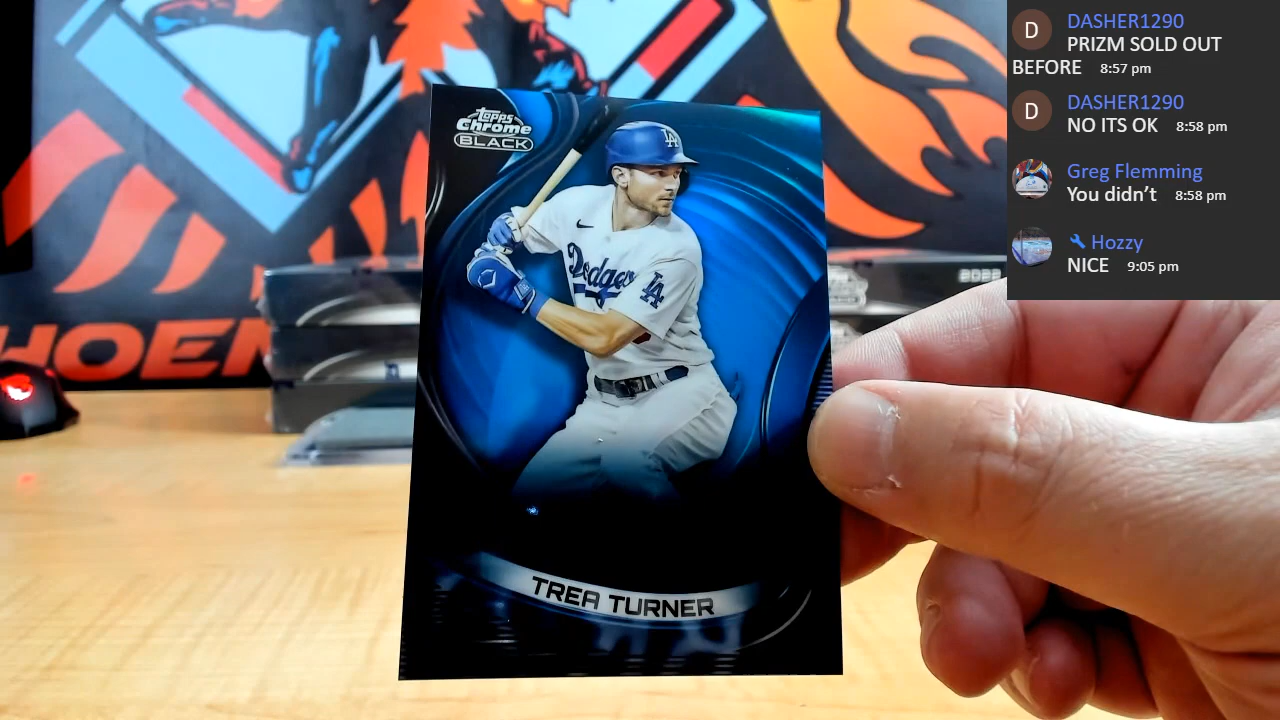 Topps
Chrome
BLACK
LA
Dodgers
LA
TREA TURNER
HOEN
2022
D
DASHER1290
PRIZM SOLD OUT
BEFORE 8:57 pm
D
DASHER1290
NO ITS OK 8:58 pm
Greg Flemming
You didn't 8:58 pm
Hozzy
NICE 9:05 pm